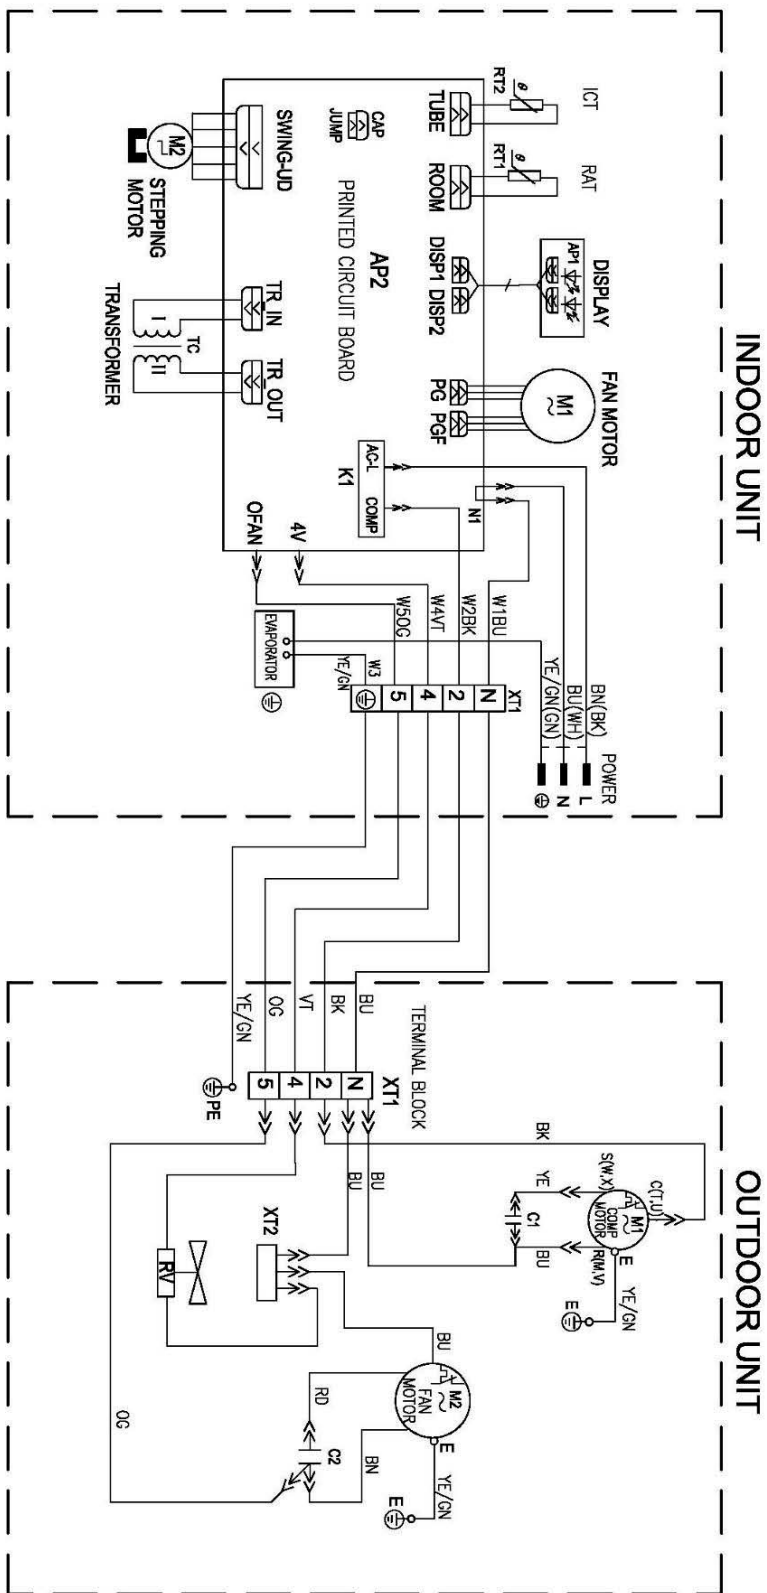 INDOOR UNIT
POWER
L
N
BN(BK)
BU(WH)
YE/GN(GN)
ICT
RT2
θ
TUBE
RAT
RT1
θ
ROOM
DISPLAY
AP1
DISP1
DISP2
FAN MOTOR
M1
PG
PGF
CAP
JUMP
AP2
PRINTED CIRCUIT BOARD
SWING-UD
M2
STEPPING
MOTOR
TR_IN
TR_OUT
I
II
TC
TRANSFORMER
AC-L
COMP
K1
N1
OFAN
4V
W1BU
W2BK
W4VT
W5OG
W3
YE/GN
EVAPORATOR
XT1
N
2
4
5
OUTDOOR UNIT
TERMINAL BLOCK
XT1
BU
BK
VT
OG
YE/GN
N
2
4
5
PE
BK
BU
BU
C(T,U)
S(W,X)
R(M,V)
M1
COMP
MOTOR
E
YE
C1
BU
YE/GN
E
XT2
RV
BU
M2
FAN
MOTOR
E
YE/GN
E
RD
C2
BN
OG